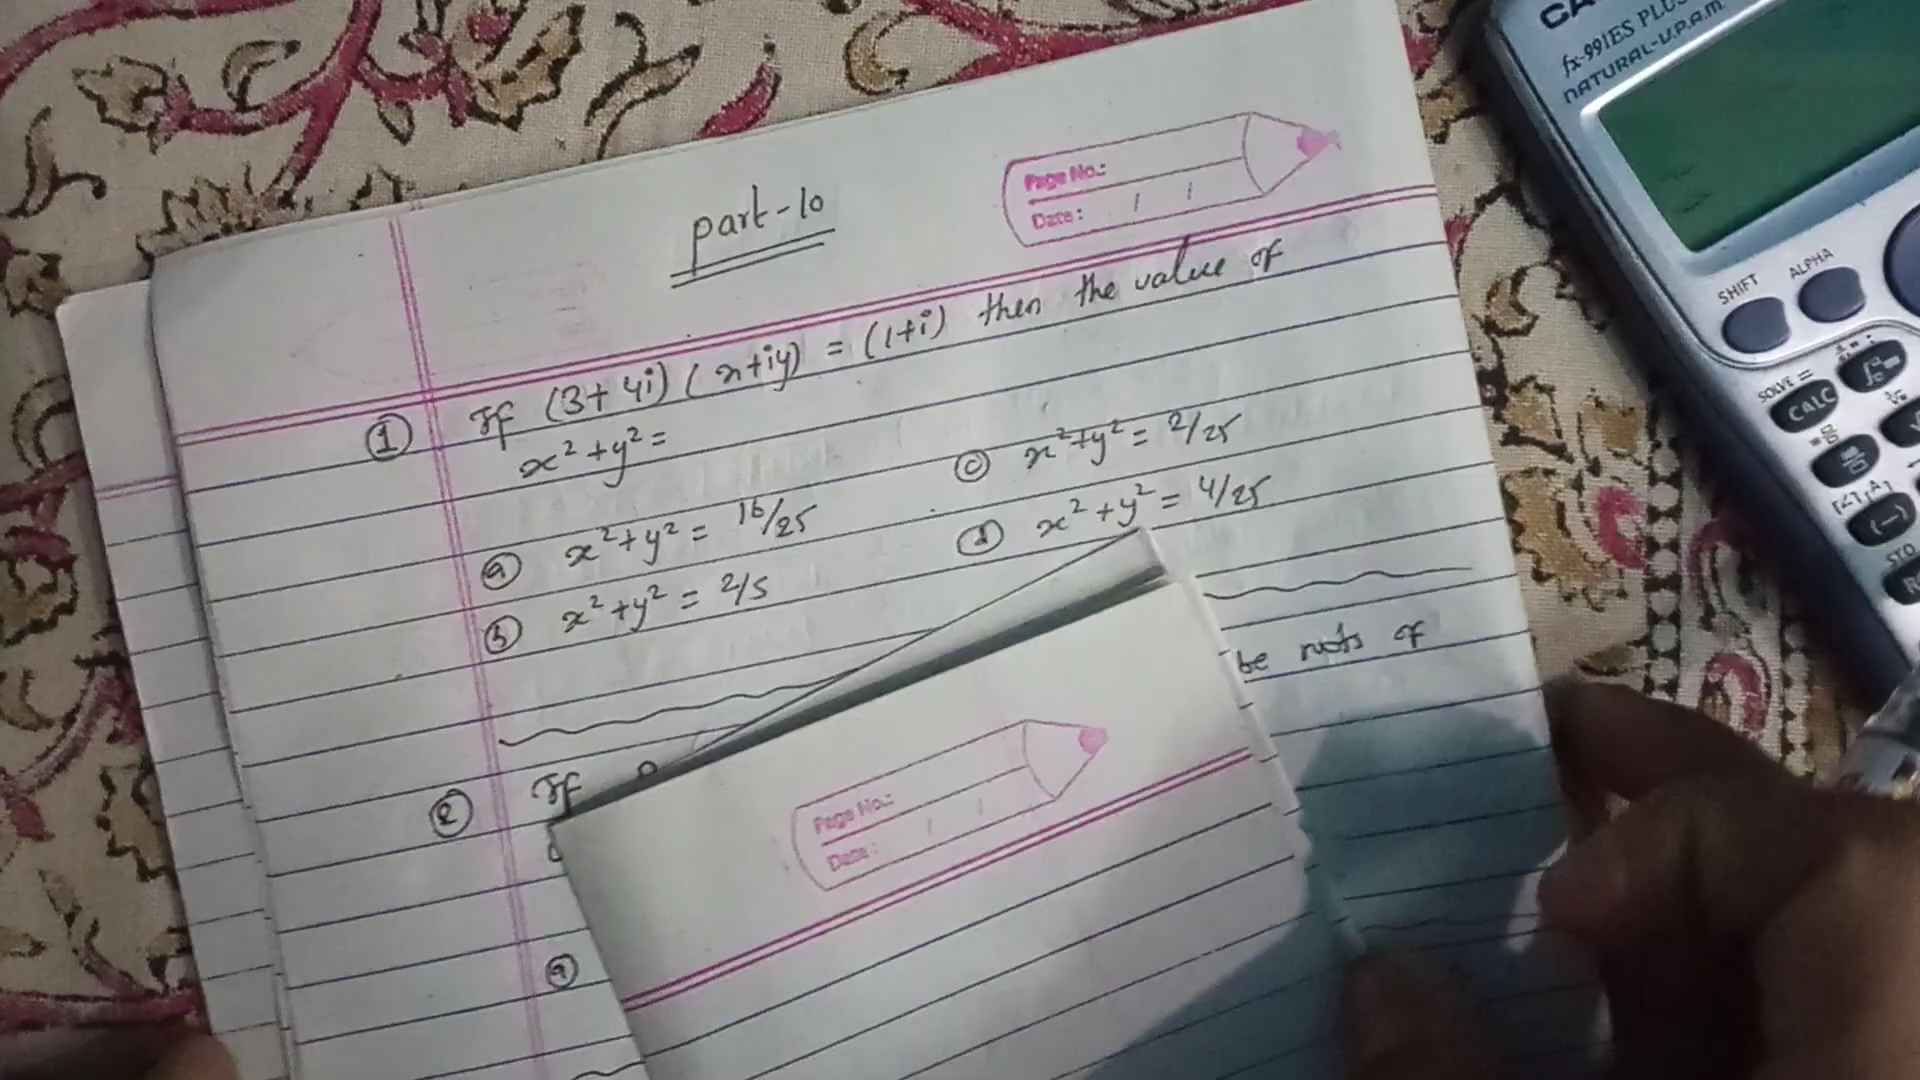 part-10
Page No.:
Date: / /
① If (3+4i) (x+iy) = (1+i) then the value of
x²+y² =
ⓐ x²+y² = 16/25
ⓒ x²+y² = 2/25
ⓑ x²+y² = 2/5
ⓓ x²+y² = 4/25
② If
be roots of
ⓐ
Page No.:
Date: / /
CA
fx-991ES PLUS
NATURAL-V.P.A.M.
SHIFT
ALPHA
SOLVE =
CALC
(−)
STO